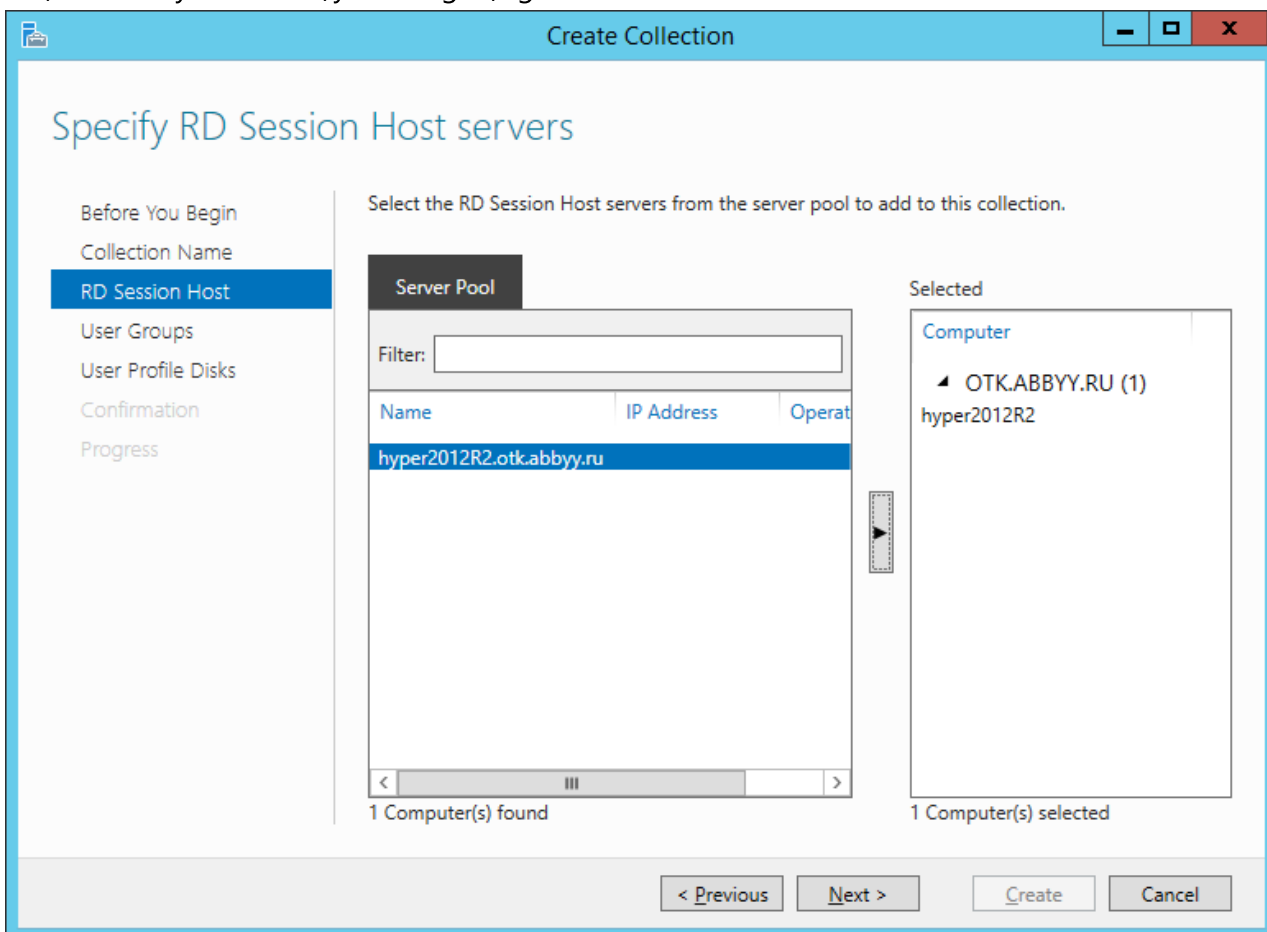 Create Collection
Specify RD Session Host servers
Before You Begin
Collection Name
RD Session Host
User Groups
User Profile Disks
Confirmation
Progress
Select the RD Session Host servers from the server pool to add to this collection.
Server Pool
Filter:
Name IP Address Operat
hyper2012R2.otk.abbyy.ru
1 Computer(s) found
Selected
Computer
OTK.ABBYY.RU (1)
hyper2012R2
1 Computer(s) selected
< Previous Next > Create Cancel